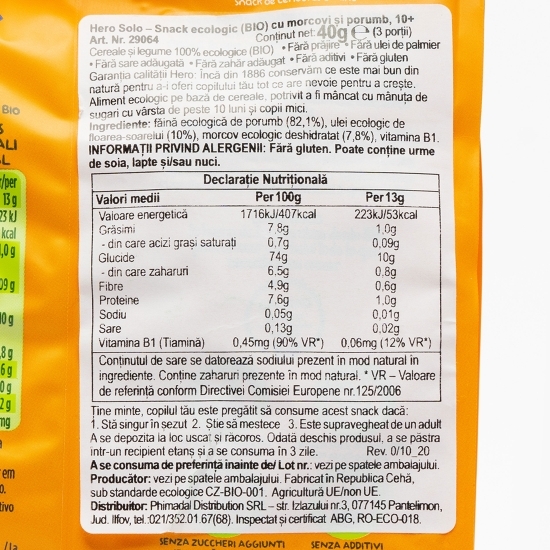 Hero Solo – Snack ecologic (BIO) cu morcovi și porumb, 10+
Art. Nr. 29064
Conținut net: 40g ℮ (3 porții)
Cereale și legume 100% ecologice (BIO) • Fără prăjire • Fără ulei de palmier
• Fără sare adăugată • Fără zahăr adăugat • Fără aditivi • Fără gluten
Garanția calității Hero: Încă din 1886 conservăm ce este mai bun din
natură pentru a-i oferi copilului tău tot ce are nevoie pentru a crește.
Aliment ecologic pe bază de cereale, potrivit a fi mâncat cu mânuța de
sugari cu vârsta de peste 10 luni și copii mici.
Ingrediente: făină ecologică de porumb (82,1%), ulei ecologic de
floarea-soarelui (10%), morcov ecologic deshidratat (7,8%), vitamina B1.
INFORMAȚII PRIVIND ALERGENII: Fără gluten. Poate conține urme
de soia, lapte și/sau nuci.
Declarație Nutrițională
Valori medii Per 100g Per 13g
Valoare energetică 1716kJ/407kcal 223kJ/53kcal
Grăsimi 7.8g 1.0g
- din care acizi grași saturați 0,7g 0,09g
Glucide 74g 10g
- din care zaharuri 6.5g 0,8g
Fibre 4.9g 0,6g
Proteine 7.6g 1.0g
Sodiu 0,05g 0,01g
Sare 0,13g 0,02g
Vitamina B1 (Tiamină) 0,45mg (90% VR*) 0.06mg (12% VR*)
Conținutul de sare se datorează sodiului prezent în mod natural în
ingrediente. Conține zaharuri prezente în mod natural. * VR – Valoare
de referință conform Directivei Comisiei Europene nr.125/2006
Ține minte, copilul tău este pregătit să consume acest snack dacă:
1. Stă singur în șezut 2. Știe să mestece 3. Este supravegheat de un adult
A se depozita la loc uscat și răcoros. Odată deschis produsul, a se păstra
într-un recipient etanș și a se consuma în 3 zile. Rev. 0/10_20
A se consuma de preferință înainte de/ Lot nr.: vezi pe spatele ambalajului.
Producător: vezi pe spatele ambalajului. Fabricat în Republica Cehă,
sub standarde ecologice CZ-BIO-001. Agricultură UE/non UE.
Distribuitor: Phimadal Distribution SRL – str. Izlazului nr.3, 077145 Pantelimon,
Jud. Ilfov, tel.:021/352.01.67(68). Inspectat și certificat ABG, RO-ECO-018.
SENZA ZUCCHERI AGGIUNTI SENZA ADDITIVI
BIO
/per
13 g
23 kJ
kcal